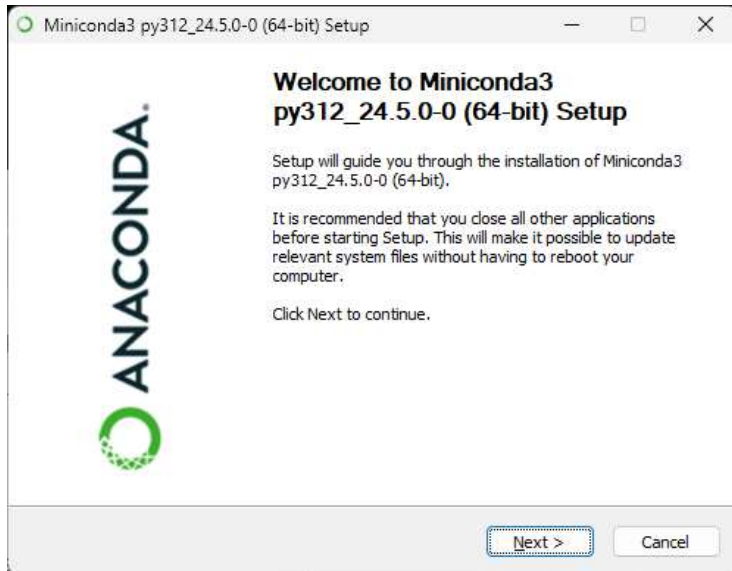 Miniconda3 py312_24.5.0-0 (64-bit) Setup
ANACONDA.
Welcome to Miniconda3
py312_24.5.0-0 (64-bit) Setup
Setup will guide you through the installation of Miniconda3
py312_24.5.0-0 (64-bit).
It is recommended that you close all other applications
before starting Setup. This will make it possible to update
relevant system files without having to reboot your
computer.
Click Next to continue.
Next >
Cancel